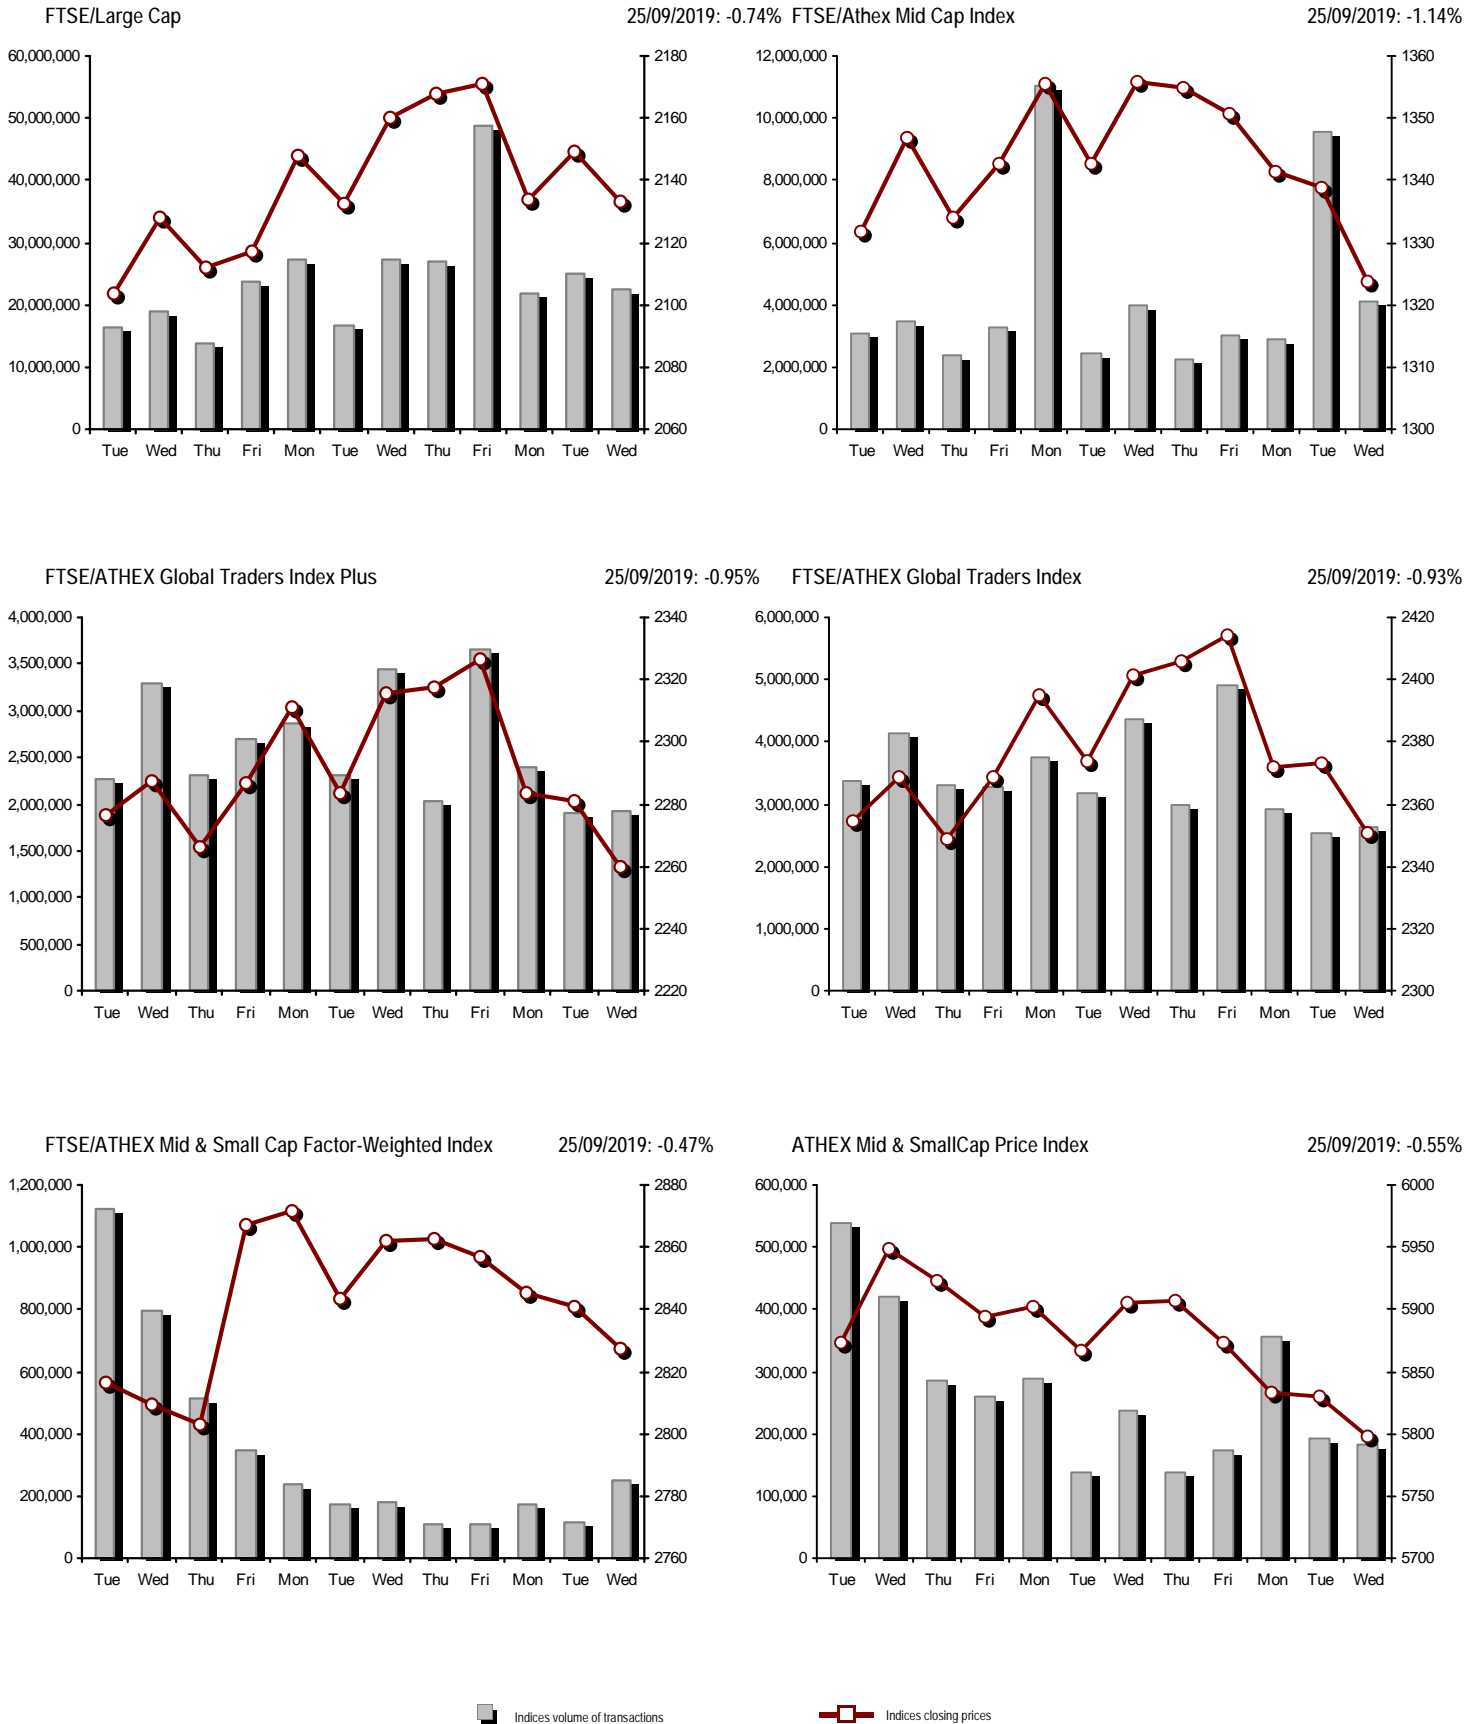 FTSE/Large Cap 25/09/2019: -0.74% FTSE/Athex Mid Cap Index 25/09/2019: -1.14%
60,000,000 2180 12,000,000 1360
50,000,000 2160 10,000,000 1350
40,000,000 2140 8,000,000 1340
30,000,000 2120 6,000,000 1330
20,000,000 2100 4,000,000 1320
10,000,000 2080 2,000,000 1310
0 2060 0 1300
Tue Wed Thu Fri Mon Tue Wed Thu Fri Mon Tue Wed Tue Wed Thu Fri Mon Tue Wed Thu Fri Mon Tue Wed
FTSE/ATHEX Global Traders Index Plus 25/09/2019: -0.95% FTSE/ATHEX Global Traders Index 25/09/2019: -0.93%
4,000,000 2340 6,000,000 2420
3,500,000 2320 5,000,000 2400
3,000,000 2300 4,000,000 2380
2,500,000 2280 3,000,000 2360
2,000,000 2260 2,000,000 2340
1,500,000 2240 1,000,000 2320
1,000,000 2220 0 2300
500,000
0
Tue Wed Thu Fri Mon Tue Wed Thu Fri Mon Tue Wed Tue Wed Thu Fri Mon Tue Wed Thu Fri Mon Tue Wed
FTSE/ATHEX Mid & Small Cap Factor-Weighted Index 25/09/2019: -0.47% ATHEX Mid & SmallCap Price Index 25/09/2019: -0.55%
1,200,000 2880 600,000 6000
1,000,000 2860 500,000 5950
800,000 2840 400,000 5900
600,000 2820 300,000 5850
400,000 2800 200,000 5800
200,000 2780 100,000 5750
0 2760 0 5700
Tue Wed Thu Fri Mon Tue Wed Thu Fri Mon Tue Wed Tue Wed Thu Fri Mon Tue Wed Thu Fri Mon Tue Wed
Indices volume of transactions Indices closing prices